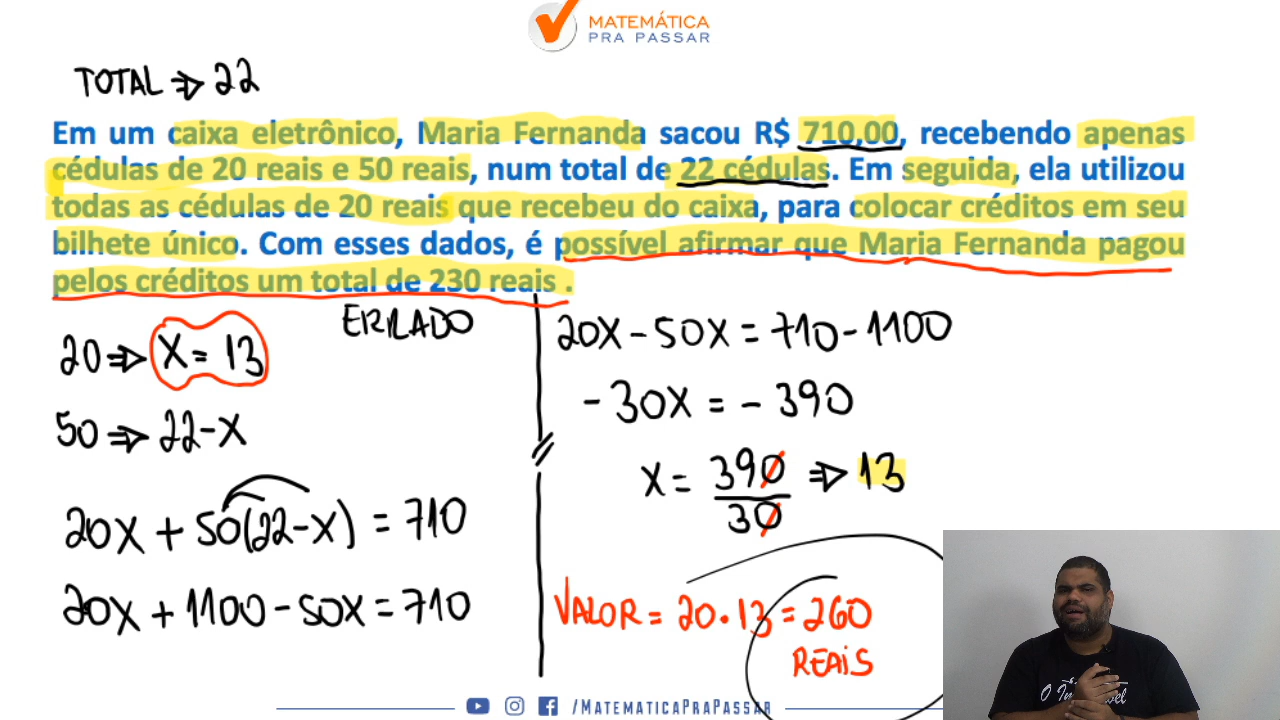 MATEMÁTICA
PRA PASSAR
TOTAL ⇒ 22
Em um caixa eletrônico, Maria Fernanda sacou R$ 710,00, recebendo apenas
cédulas de 20 reais e 50 reais, num total de 22 cédulas. Em seguida, ela utilizou
todas as cédulas de 20 reais que recebeu do caixa, para colocar créditos em seu
bilhete único. Com esses dados, é possível afirmar que Maria Fernanda pagou
pelos créditos um total de 230 reais .
ERRADO
20 ⇒ X = 13
50 ⇒ 22-X
20X + 50(22-X) = 710
20X + 1100 - 50X = 710
20X - 50X = 710 - 1100
-30X = -390
X = 390/30 ⇒ 13
VALOR = 20 · 13 = 260
REAIS
/MATEMATICAPRAPASSAR